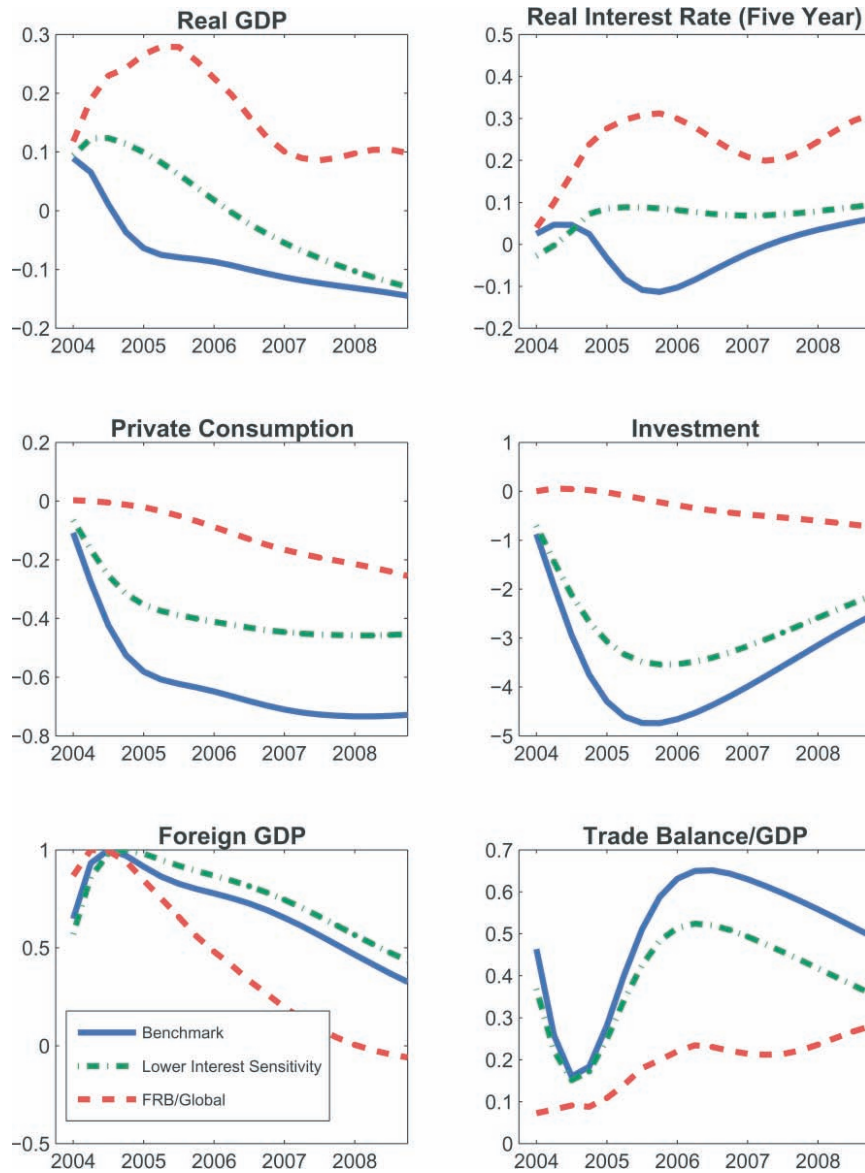 Real GDP
0.3
0.2
0.1
0
−0.1
−0.2
2004 2005 2006 2007 2008
Real Interest Rate (Five Year)
0.5
0.4
0.3
0.2
0.1
0
−0.1
−0.2
2004 2005 2006 2007 2008
Private Consumption
0.2
0
−0.2
−0.4
−0.6
−0.8
2004 2005 2006 2007 2008
Investment
1
0
−1
−2
−3
−4
−5
2004 2005 2006 2007 2008
Foreign GDP
1
0.5
0
−0.5
Benchmark
Lower Interest Sensitivity
FRB/Global
2004 2005 2006 2007 2008
Trade Balance/GDP
0.7
0.6
0.5
0.4
0.3
0.2
0.1
0
2004 2005 2006 2007 2008